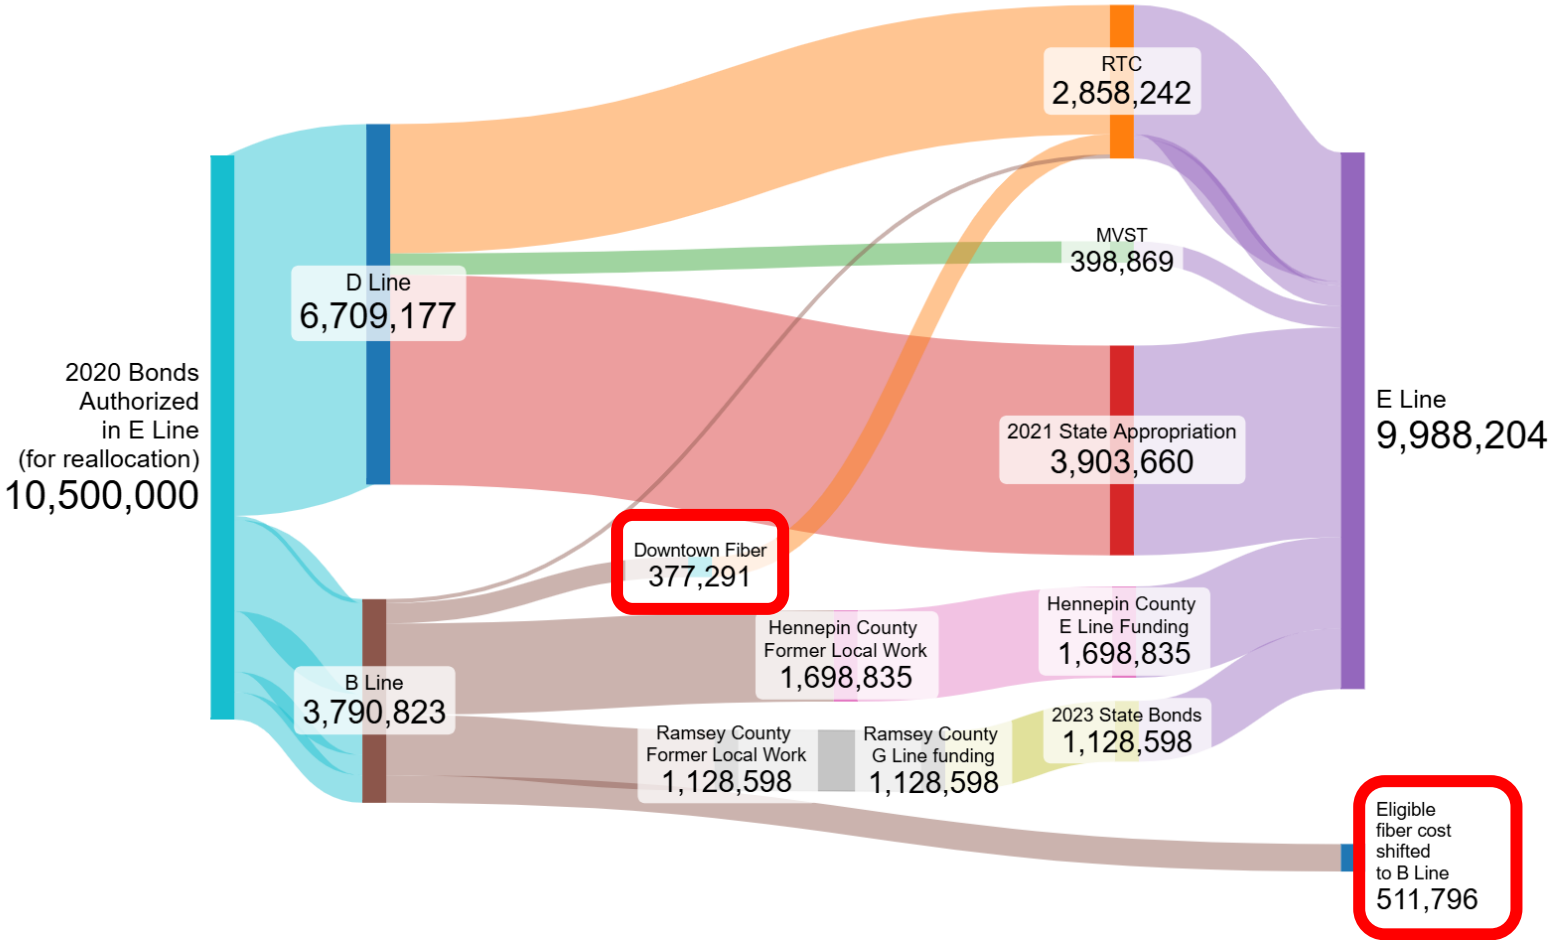 RTC
2,858,242
MVST
398,869
D Line
6,709,177
2020 Bonds
Authorized
in E Line
(for reallocation)
10,500,000
E Line
9,988,204
2021 State Appropriation
3,903,660
Downtown Fiber
377,291
Hennepin County
Former Local Work
1,698,835
Hennepin County
E Line Funding
1,698,835
B Line
3,790,823
Ramsey County
Former Local Work
1,128,598
Ramsey County
G Line funding
1,128,598
2023 State Bonds
1,128,598
Eligible
fiber cost
shifted
to B Line
511,796